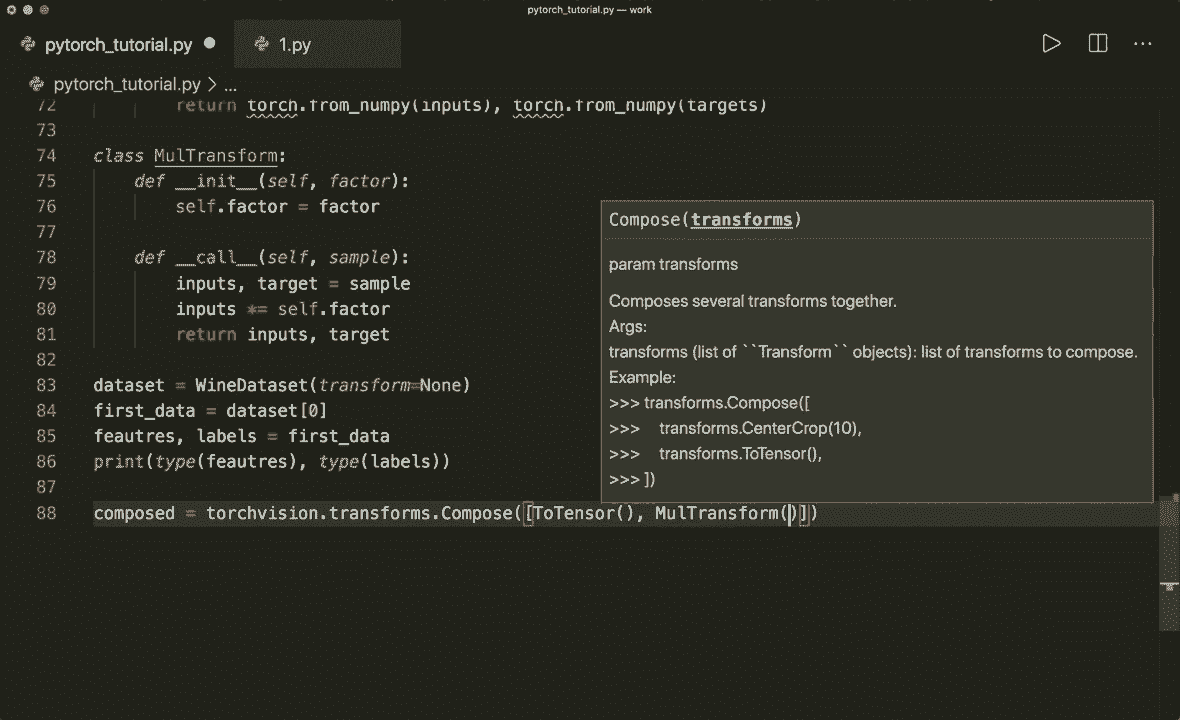 pytorch_tutorial.py — work
pytorch_tutorial.py 1.py
pytorch_tutorial.py > ...
72 return torch.from_numpy(inputs), torch.from_numpy(targets)
73
74 class MulTransform:
75 def __init__(self, factor):
76 self.factor = factor
77
78 def __call__(self, sample):
79 inputs, target = sample
80 inputs *= self.factor
81 return inputs, target
82
83 dataset = WineDataset(transform=None)
84 first_data = dataset[0]
85 feautres, labels = first_data
86 print(type(feautres), type(labels))
87
88 composed = torchvision.transforms.Compose([ToTensor(), MulTransform()])
Compose(transforms)
param transforms
Composes several transforms together.
Args:
transforms (list of ``Transform`` objects): list of transforms to compose.
Example:
>>> transforms.Compose([
>>> transforms.CenterCrop(10),
>>> transforms.ToTensor(),
>>> ])